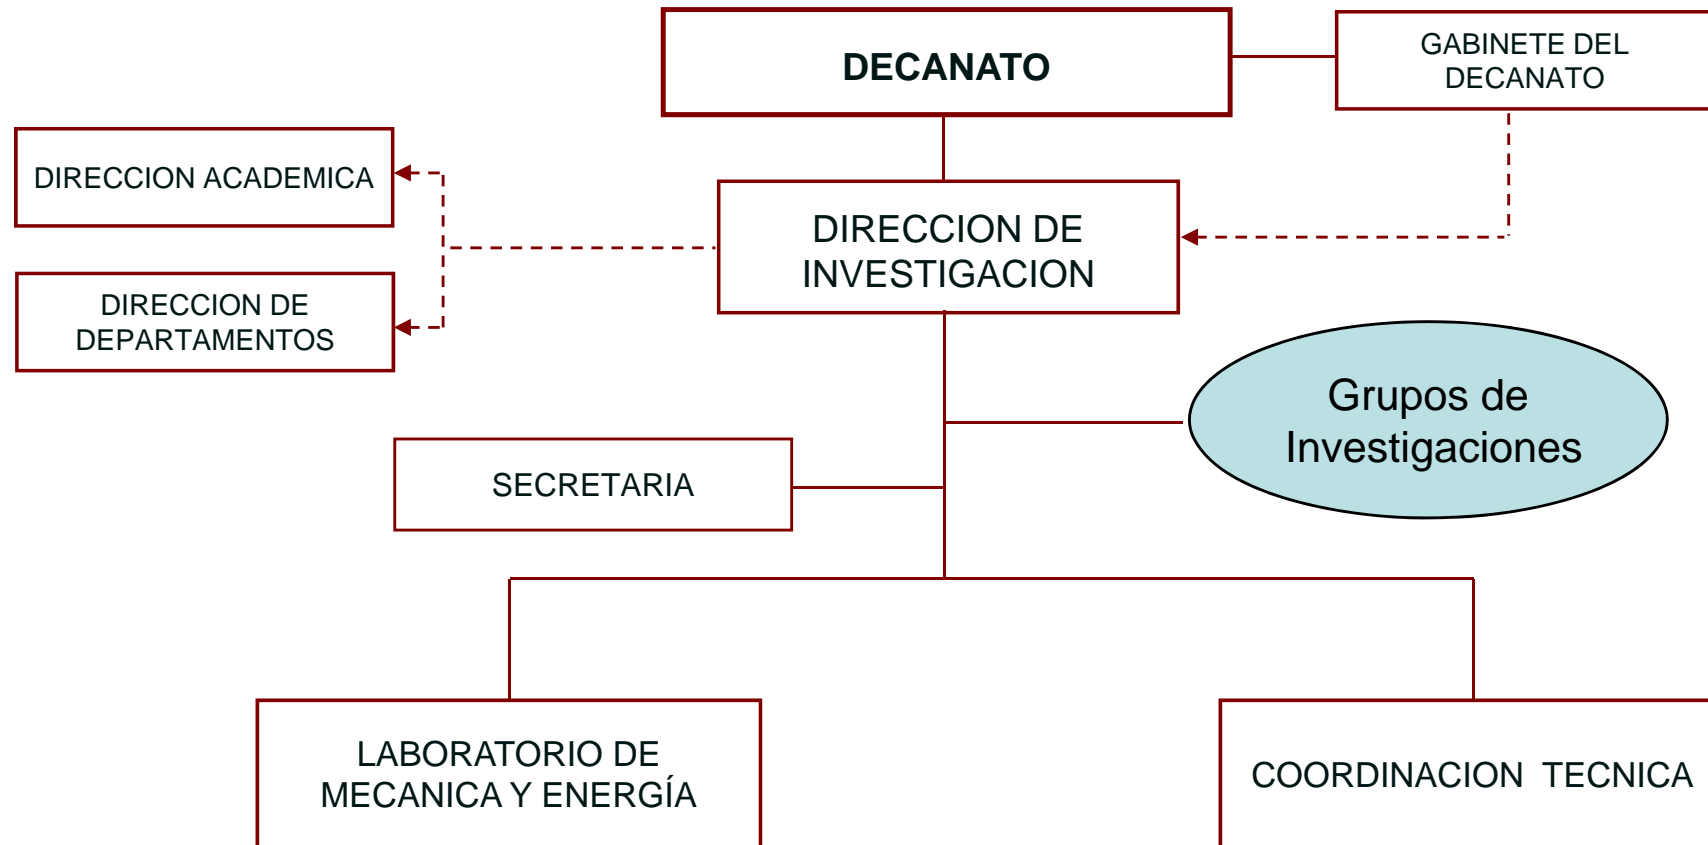 DECANATO
GABINETE DEL
DECANATO
DIRECCION ACADEMICA
DIRECCION DE
INVESTIGACION
DIRECCION DE
DEPARTAMENTOS
Grupos de
Investigaciones
SECRETARIA
LABORATORIO DE
MECANICA Y ENERGÍA
COORDINACION TECNICA